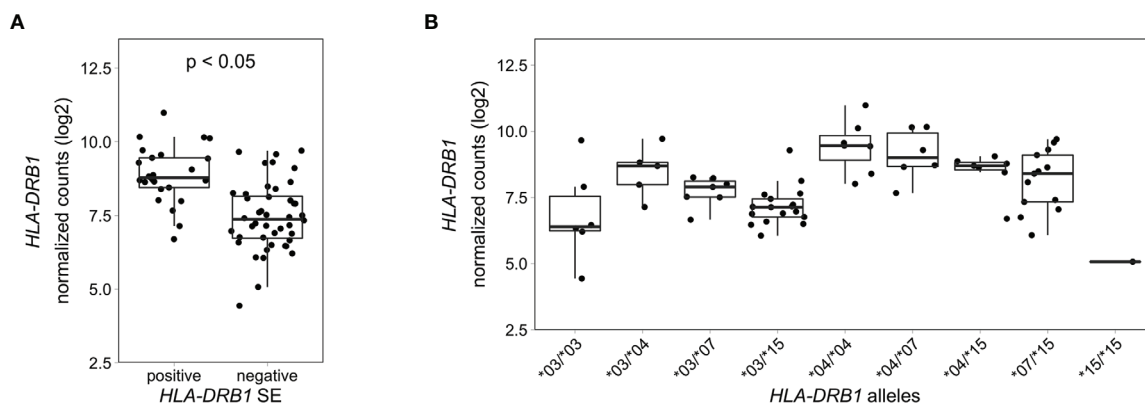 A
HLA-DRB1
normalized counts (log2)
12.5
10.0
7.5
5.0
2.5
p < 0.05
positive
negative
HLA-DRB1 SE
B
HLA-DRB1
normalized counts (log2)
12.5
10.0
7.5
5.0
2.5
*03/*03
*03/*04
*03/*07
*03/*15
*04/*04
*04/*07
*04/*15
*07/*15
*15/*15
HLA-DRB1 alleles